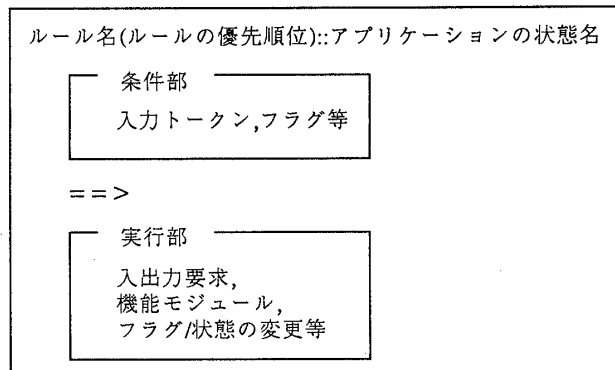 ルール名(ルールの優先順位)::アプリケーションの状態名
条件部
入力トークン,フラグ等
==>
実行部
入出力要求,
機能モジュール,
フラグ/状態の変更等